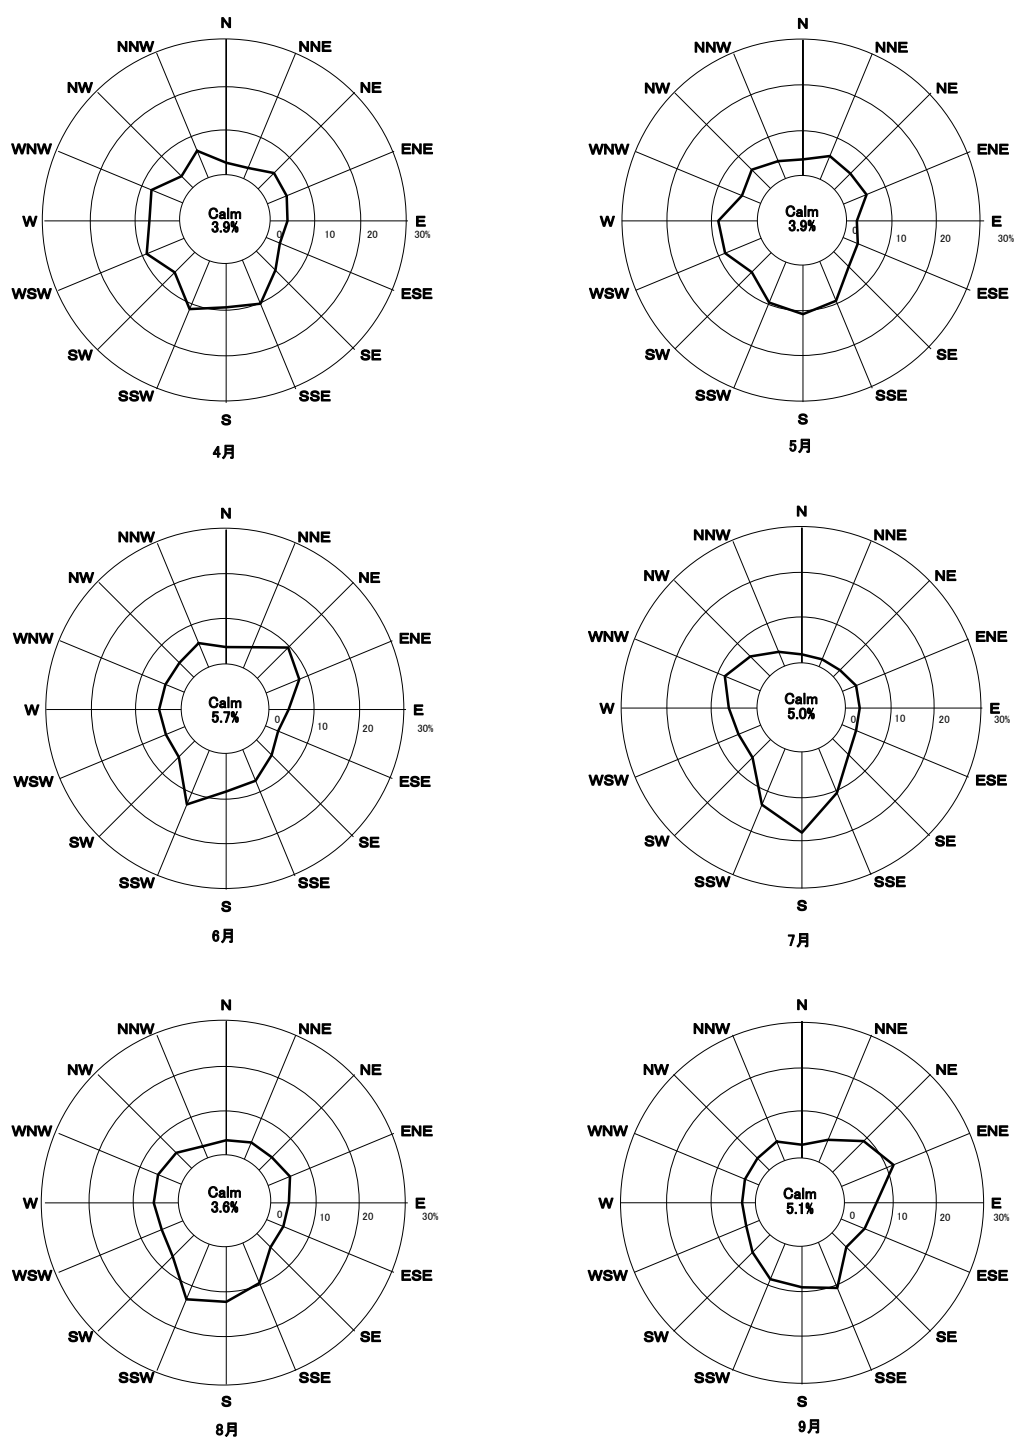 N
NNW NNE
NW NE
WNW ENE
Calm
3.9%
W E
0 10 20 30%
WSW ESE
SW SE
SSW SSE
S
4月
N
NNW NNE
NW NE
WNW ENE
Calm
3.9%
W E
0 10 20 30%
WSW ESE
SW SE
SSW SSE
S
5月
N
NNW NNE
NW NE
WNW ENE
Calm
5.7%
W E
0 10 20 30%
WSW ESE
SW SE
SSW SSE
S
6月
N
NNW NNE
NW NE
WNW ENE
Calm
5.0%
W E
0 10 20 30%
WSW ESE
SW SE
SSW SSE
S
7月
N
NNW NNE
NW NE
WNW ENE
Calm
3.6%
W E
0 10 20 30%
WSW ESE
SW SE
SSW SSE
S
8月
N
NNW NNE
NW NE
WNW ENE
Calm
5.1%
W E
0 10 20 30%
WSW ESE
SW SE
SSW SSE
S
9月